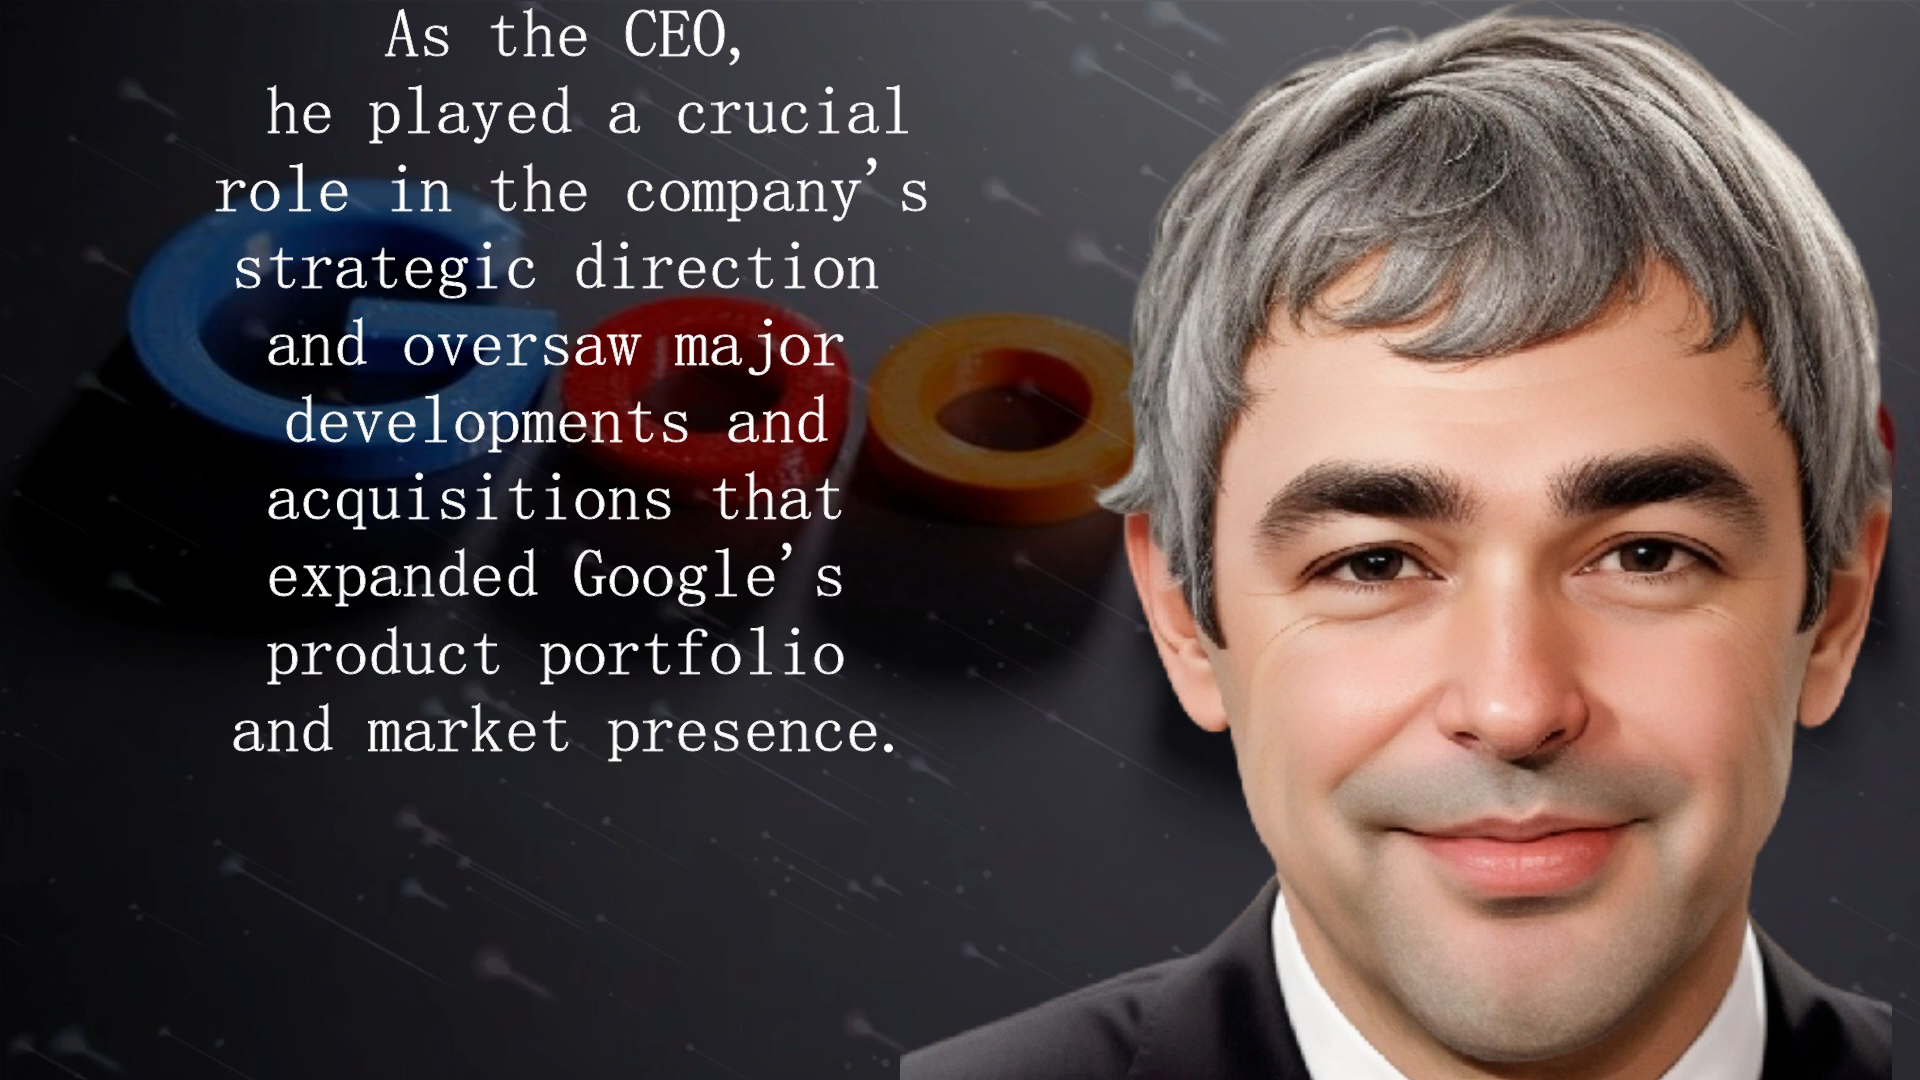 As the CEO,
he played a crucial
role in the company's
strategic direction
and oversaw major
developments and
acquisitions that
expanded Google's
product portfolio
and market presence.